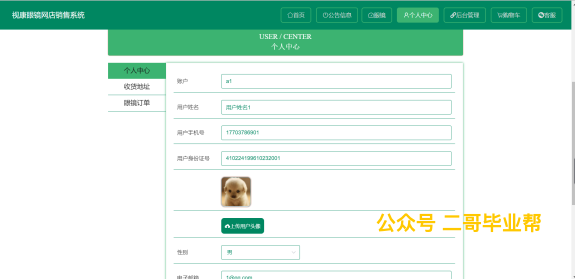 视康眼镜网店销售系统
首页 公告信息 眼镜 个人中心 后台管理 购物车 客服
USER / CENTER
个人中心
个人中心
收货地址
眼镜订单
账户 a1
用户姓名 用户姓名1
用户手机号 17703786901
用户身份证号 410224199610232001
上传用户头像
公众号 二哥毕业帮
性别 男
电子邮箱 1@qq.com